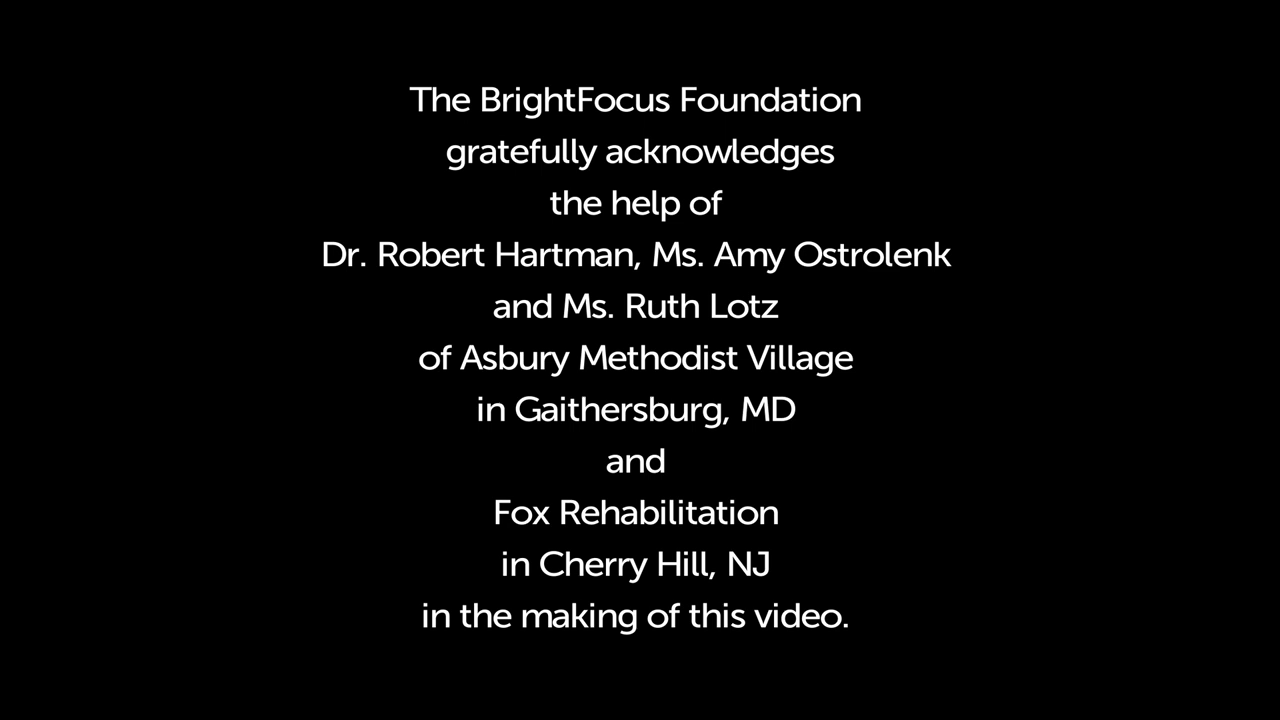 The BrightFocus Foundation
gratefully acknowledges
the help of
Dr. Robert Hartman, Ms. Amy Ostrolenk
and Ms. Ruth Lotz
of Asbury Methodist Village
in Gaithersburg, MD
and
Fox Rehabilitation
in Cherry Hill, NJ
in the making of this video.